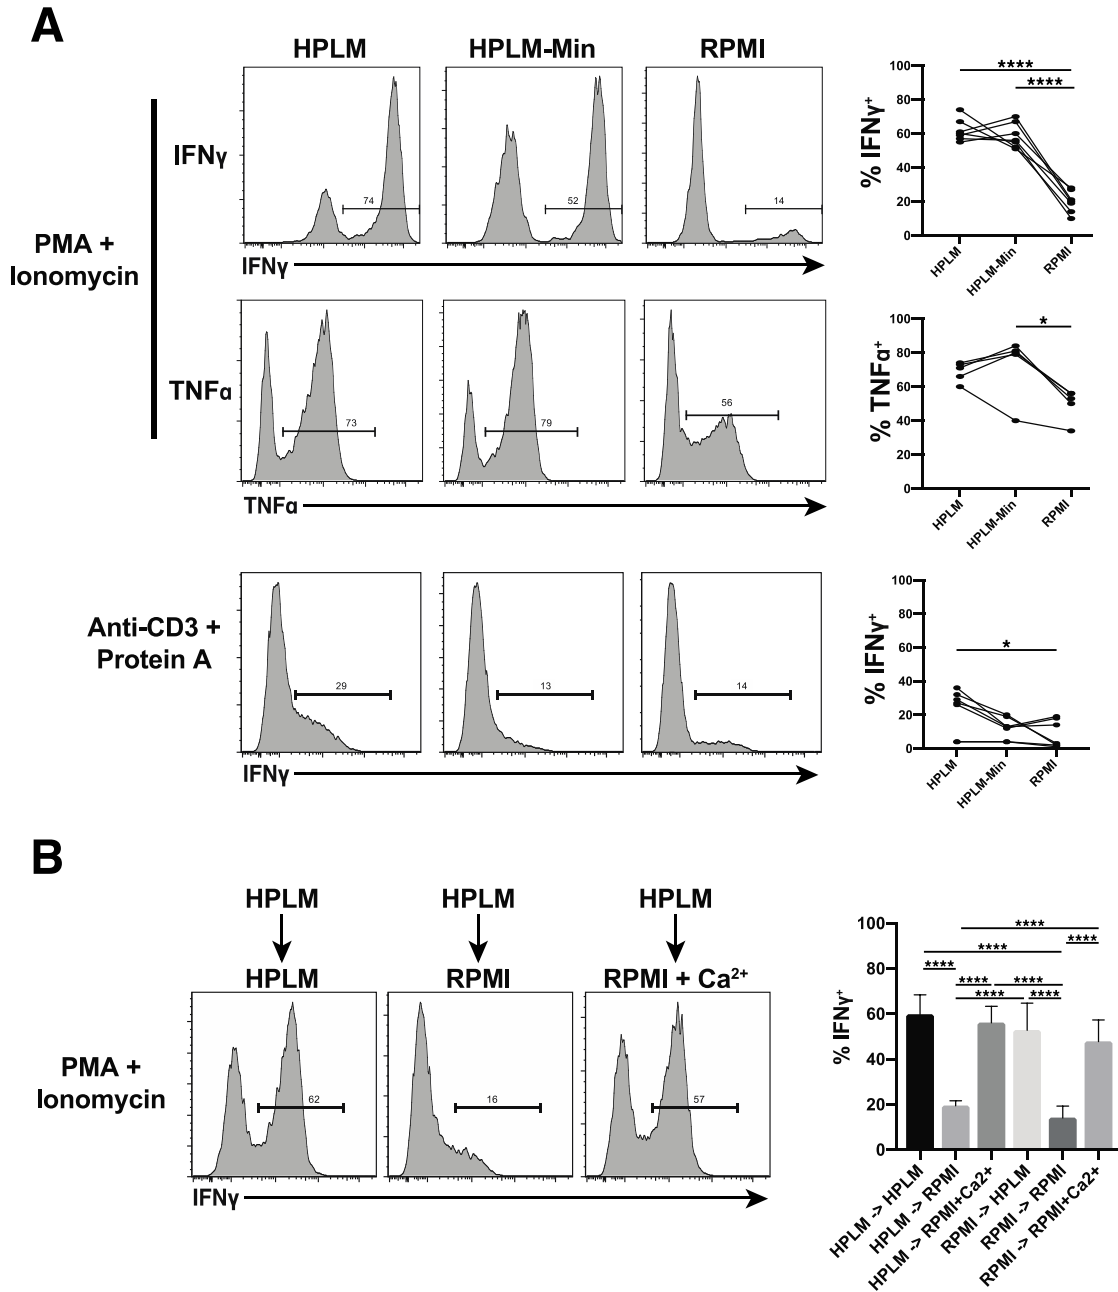 A
HPLM HPLM-Min RPMI
PMA +
Ionomycin
IFNγ
74 52 14
IFNγ
100
80
60
40
20
0
% IFNγ+
**** 
****
HPLM HPLM-Min RPMI
TNFα
73 79 56
TNFα
100
80
60
40
20
0
% TNFα+
*
HPLM HPLM-Min RPMI
Anti-CD3 +
Protein A
29 13 14
IFNγ
100
80
60
40
20
0
% IFNγ+
*
HPLM HPLM-Min RPMI
B
HPLM HPLM HPLM
HPLM RPMI RPMI + Ca²⁺
PMA +
Ionomycin
62 16 57
IFNγ
100
80
60
40
20
0
% IFNγ+
****
**** ****
****
**** ****
**** ****
HPLM -> HPLM
HPLM -> RPMI
HPLM -> RPMI+Ca2+
RPMI -> HPLM
RPMI -> RPMI
RPMI -> RPMI+Ca2+